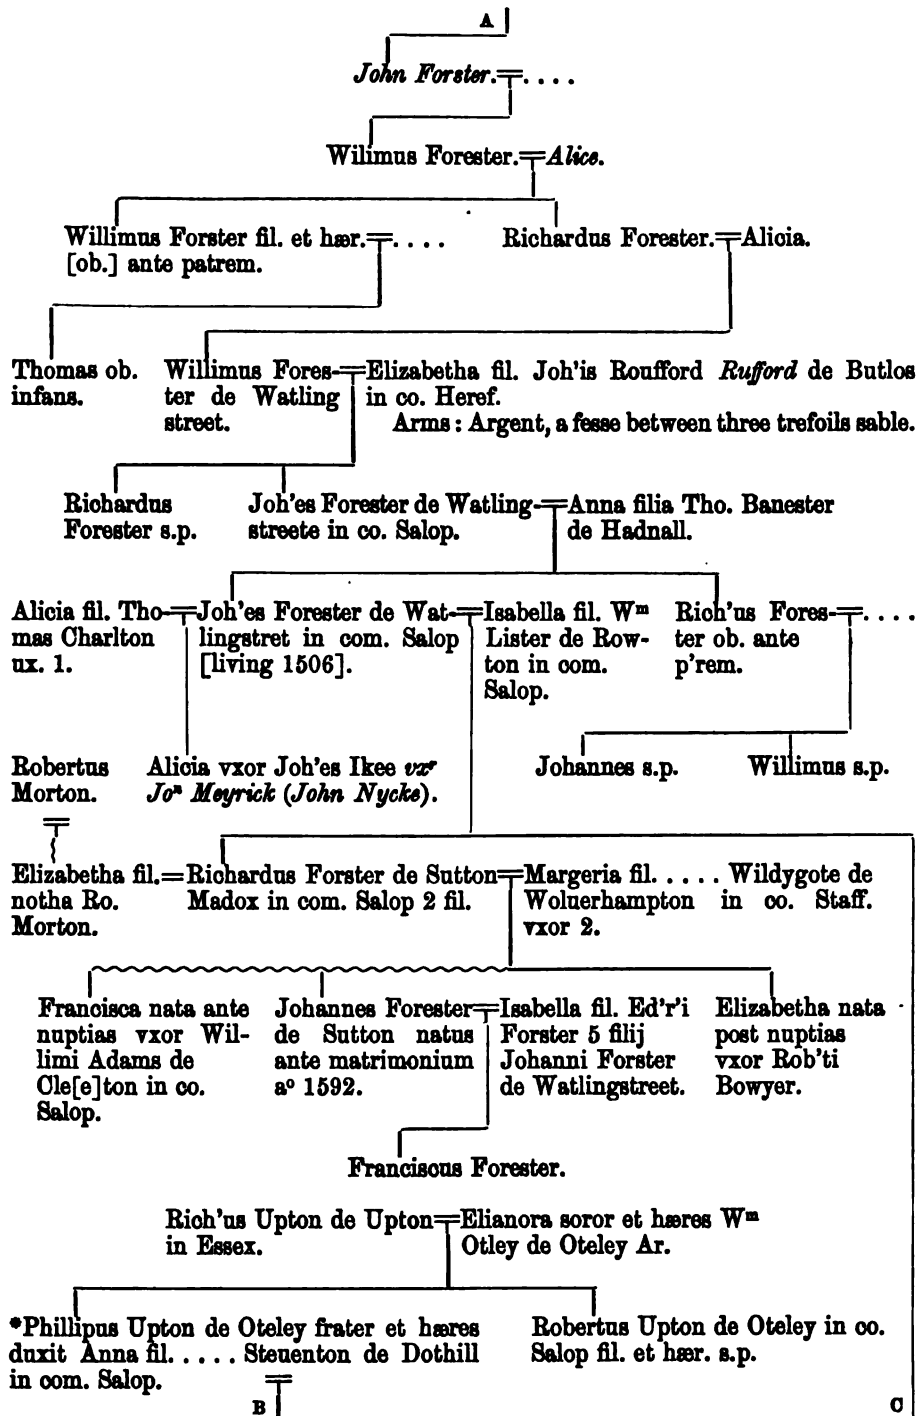 A
John Forster.=. . . .
Wilimus Forester.=Alice.
Willimus Forster fil. et hær.=. . . .
[ob.] ante patrem.
Richardus Forester.=Alicia.
Thomas ob.
infans.
Willimus Fores-
ter de Watling
street.
=Elizabetha fil. Joh'is Roufford Rufford de Butlos
in co. Heref.
Arms : Argent, a fesse between three trefoils sable.
Richardus
Forester s.p.
Joh'es Forester de Watling-
streete in co. Salop.
=Anna filia Tho. Banester
de Hadnall.
Alicia fil. Tho-
mas Charlton
ux. 1.
=Joh'es Forester de Wat-
lingstret in com. Salop
[living 1506].
=Isabella fil. Wᵐ
Lister de Row-
ton in com.
Salop.
Rich'us Fores-=. . . .
ter ob. ante
p'rem.
Robertus
Morton.
Alicia vxor Joh'es Ikee vxʳ
Joⁿ Meyrick (John Nycke).
Johannes s.p.
Willimus s.p.
Elizabetha fil.
notha Ro.
Morton.
=Richardus Forster de Sutton
Madox in com. Salop 2 fil.
=Margeria fil. . . . . . Wildygote de
Woluerhampton in co. Staff.
vxor 2.
Francisca nata ante
nuptias vxor Wil-
limi Adams de
Cle[e]ton in co.
Salop.
Johannes Forester
de Sutton natus
ante matrimonium
aº 1592.
=Isabella fil. Ed'r'i
Forster 5 filij
Johanni Forster
de Watlingstreet.
Elizabetha nata
post nuptias
vxor Rob'ti
Bowyer.
Franciscus Forester.
Rich'us Upton de Upton
in Essex.
=Elianora soror et hæres Wᵐ
Otley de Oteley Ar.
*Phillipus Upton de Oteley frater et hæres
duxit Anna fil. . . . . . Steuenton de Dothill
in com. Salop.
Robertus Upton de Oteley in co.
Salop fil. et hær. s.p.
B
C